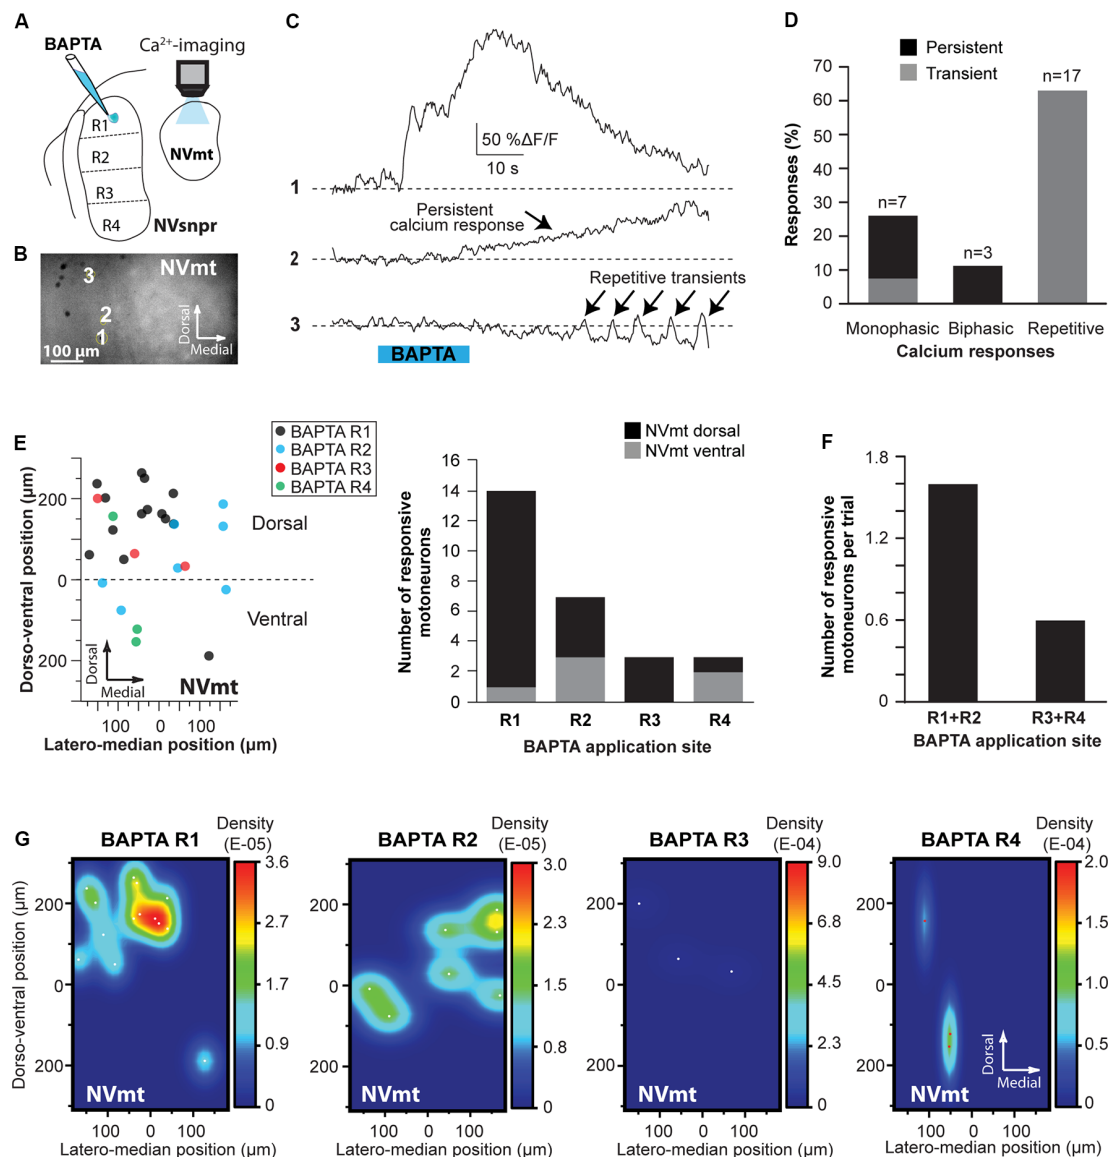 A
BAPTA
Ca2+-imaging
R1
R2
R3
R4
NVmt
NVsnpr
B
NVmt
3
2
1
Dorsal
Medial
100 µm
C
50 %ΔF/F
10 s
1
Persistent
calcium response
2
Repetitive transients
3
BAPTA
D
Persistent
Transient
Responses (%)
70
60
50
40
30
20
10
0
n=7
n=3
n=17
Monophasic Biphasic Repetitive
Calcium responses
E
BAPTA R1
BAPTA R2
BAPTA R3
BAPTA R4
Dorso-ventral position (µm)
200
0
200
Dorsal
Ventral
Dorsal
Medial
NVmt
100 0 100
Latero-median position (µm)
NVmt dorsal
NVmt ventral
Number of responsive
motoneurons
16
14
12
10
8
6
4
2
0
R1 R2 R3 R4
BAPTA application site
F
Number of responsive
motoneurons per trial
1.8
1.2
0.6
0
R1+R2 R3+R4
BAPTA application site
G
BAPTA R1
Density
(E-05)
Dorso-ventral position (µm)
200
0
200
3.6
2.7
1.7
0.9
0
NVmt
100 0 100
Latero-median position (µm)
BAPTA R2
Density
(E-05)
200
0
200
3.0
2.3
1.5
0.8
0
NVmt
100 0 100
Latero-median position (µm)
BAPTA R3
Density
(E-04)
200
0
200
9.0
6.8
4.5
2.3
0
NVmt
100 0 100
Latero-median position (µm)
BAPTA R4
Density
(E-04)
200
0
200
2.0
1.5
1.0
0.5
0
Dorsal
Medial
NVmt
100 0 100
Latero-median position (µm)